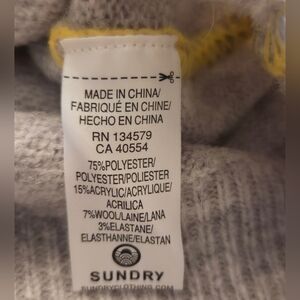 MADE IN CHINA/
FABRIQUÉ EN CHINE/
HECHO EN CHINA
RN 134579
CA 40554
75%POLYESTER/
POLYESTER/POLIESTER
15%ACRYLIC/ACRYLIQUE/
ACRILICA
7%WOOL/LAINE/LANA
3%ELASTANE/
ELASTHANNE/ELASTAN
SUNDRY
SUNDRYCLOTHING.COM